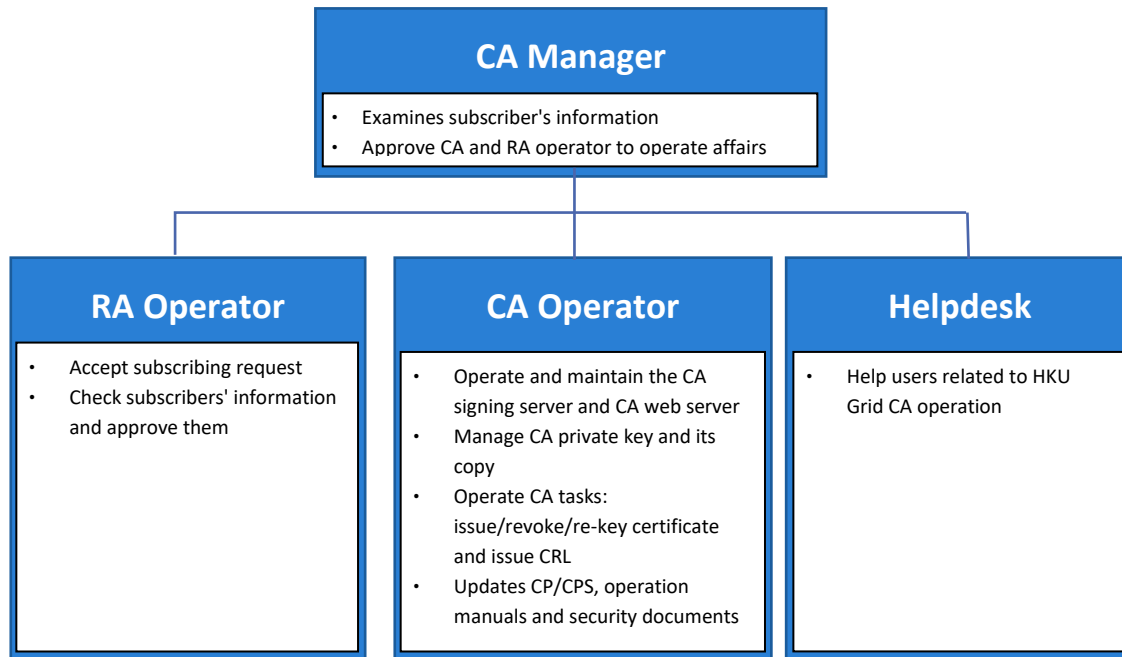 CA Manager
• Examines subscriber's information
• Approve CA and RA operator to operate affairs
RA Operator
• Accept subscribing request
• Check subscribers' information
and approve them
CA Operator
• Operate and maintain the CA
signing server and CA web server
• Manage CA private key and its
copy
• Operate CA tasks:
issue/revoke/re-key certificate
and issue CRL
• Updates CP/CPS, operation
manuals and security documents
Helpdesk
• Help users related to HKU
Grid CA operation